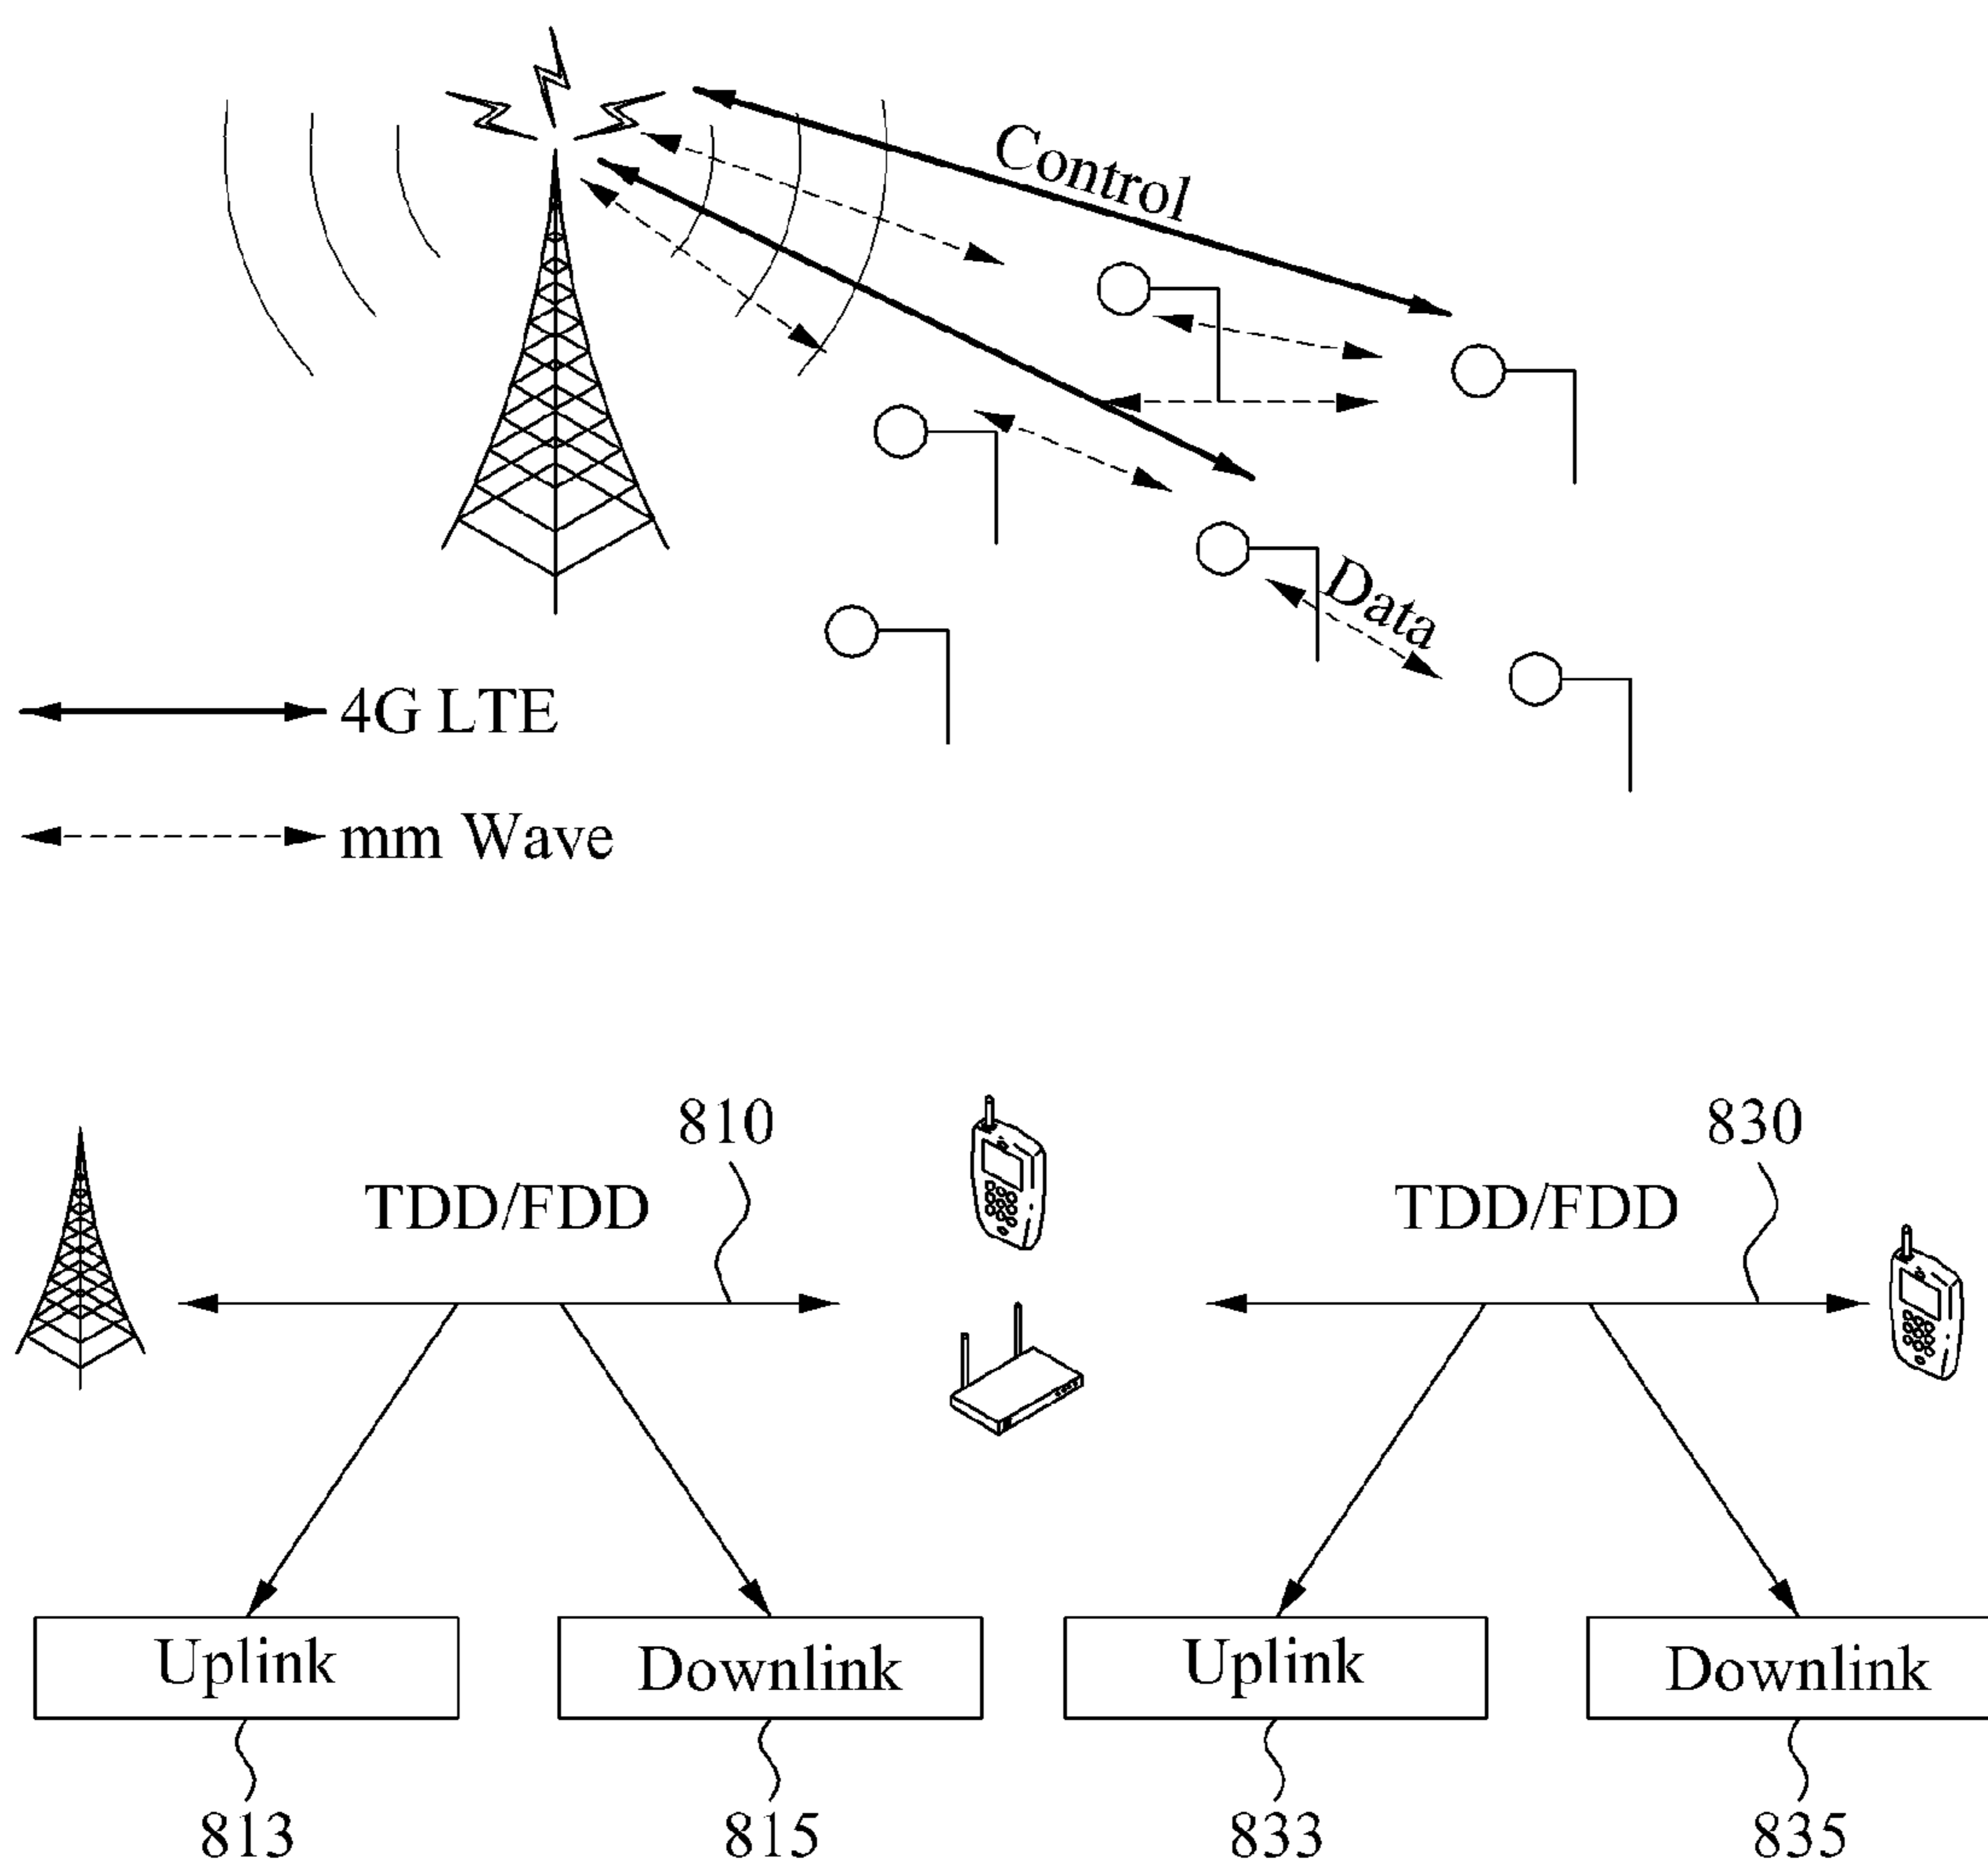 Control
Data
4G LTE
mm Wave
810
830
TDD/FDD
TDD/FDD
Uplink
Downlink
Uplink
Downlink
813
815
833
835